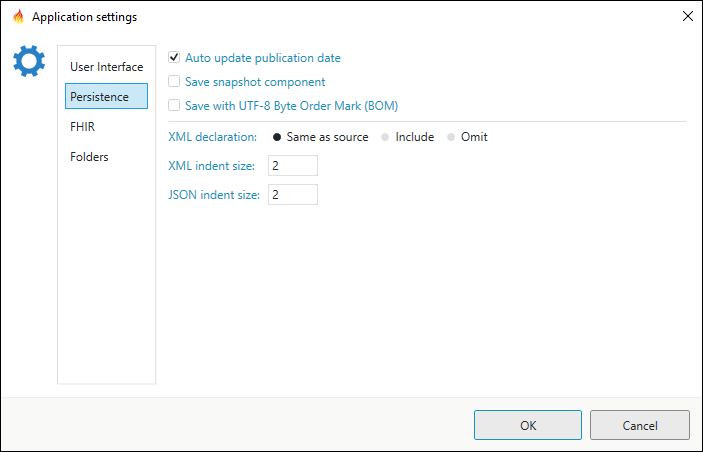 Application settings
User Interface
Persistence
FHIR
Folders
Auto update publication date
Save snapshot component
Save with UTF-8 Byte Order Mark (BOM)
XML declaration: Same as source Include Omit
XML indent size: 2
JSON indent size: 2
OK Cancel